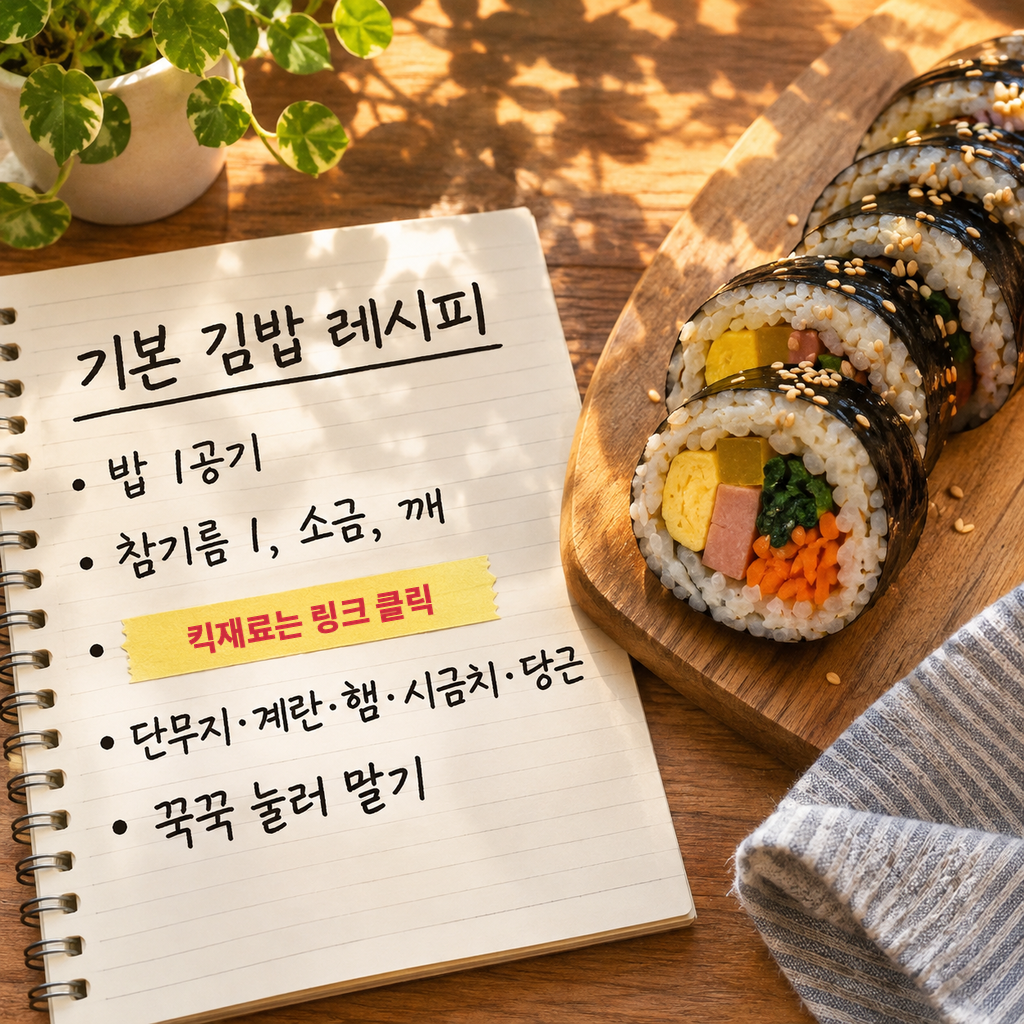 기본 김밥 레시피
• 밥 1공기
• 참기름 1, 소금, 깨
• 킥재료는 링크 클릭
• 단무지·계란·햄·시금치·당근
• 꾹꾹 눌러 말기